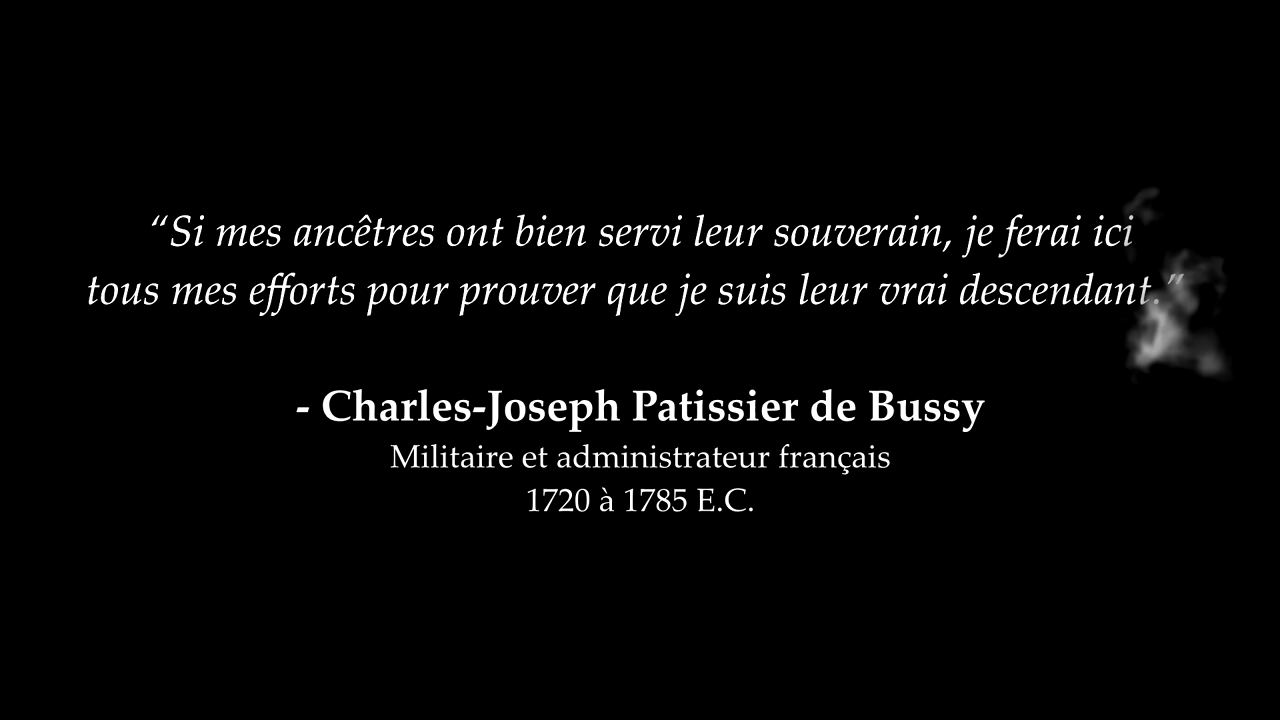 “Si mes ancêtres ont bien servi leur souverain, je ferai ici
tous mes efforts pour prouver que je suis leur vrai descendant.”
- Charles-Joseph Patissier de Bussy
Militaire et administrateur français
1720 à 1785 E.C.